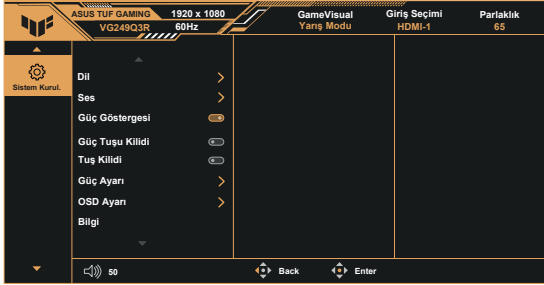 ASUS TUF GAMING 1920 x 1080 GameVisual Giriş Seçimi Parlaklık
VG249Q3R 60Hz Yarış Modu HDMI-1 65
Sistem Kurul.
Dil
Ses
Güç Göstergesi
Güç Tuşu Kilidi
Tuş Kilidi
Güç Ayarı
OSD Ayarı
Bilgi
50 Back Enter